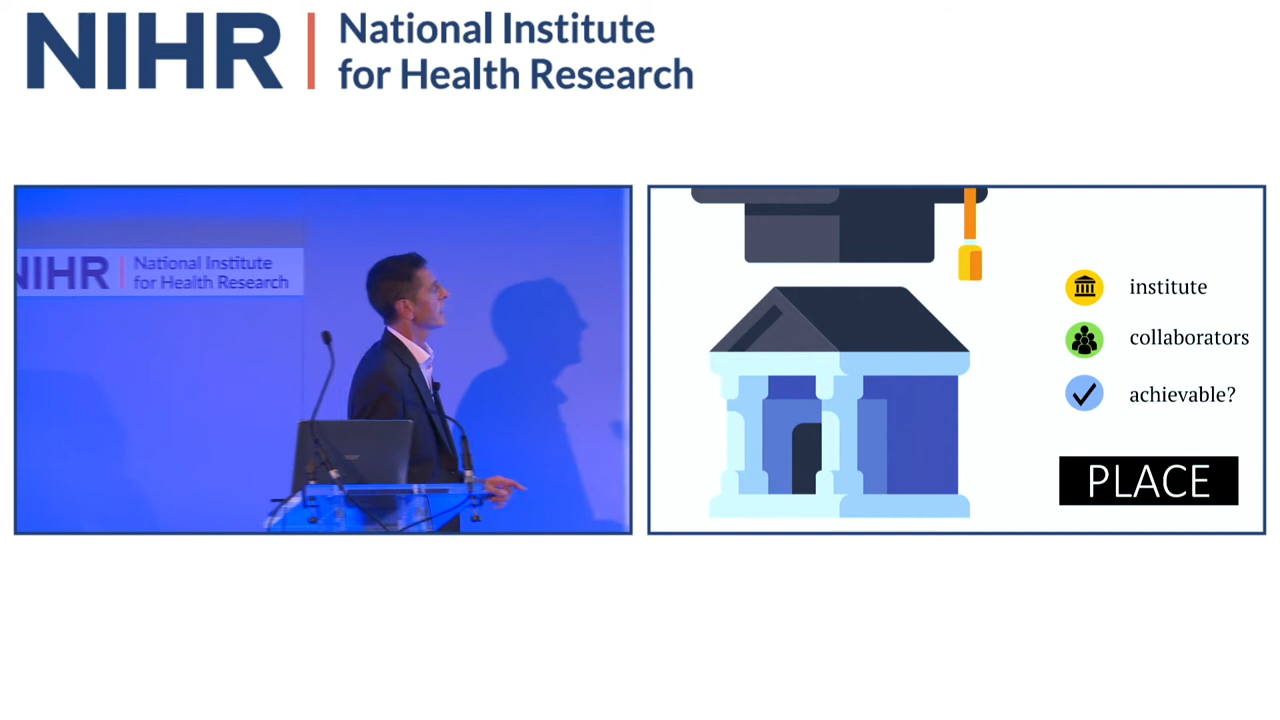 NIHR
National Institute
for Health Research
NIHR
National Institute
for Health Research
institute
collaborators
achievable?
PLACE